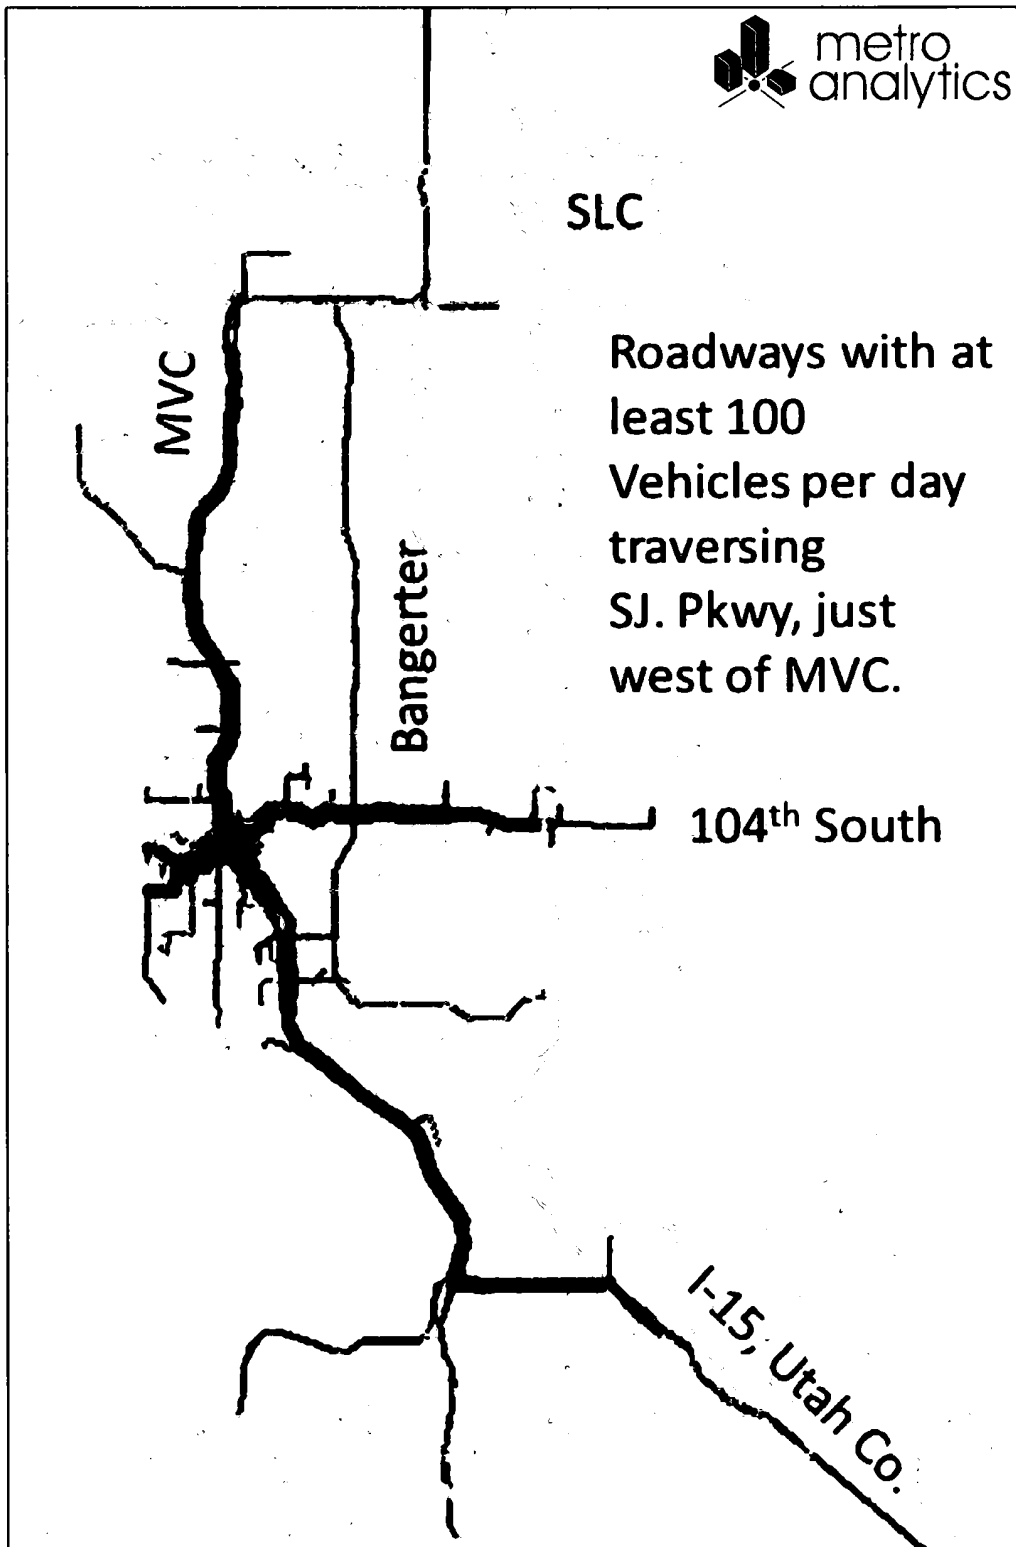 metro
analytics
SLC
Roadways with at
least 100
Vehicles per day
traversing
SJ. Pkwy, just
west of MVC.
MVC
Bangerter
104th South
I-15, Utah Co.